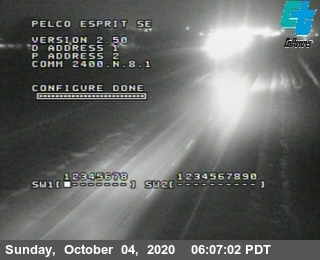 PELCO ESPRIT SE
VERSION 2.50
D ADDRESS 1
P ADDRESS 2
COMM 2400.N.8.1
CONFIGURE DONE
12345678 1234567890
SW1[■-------] SW2[----------]
Caltrans
Sunday, October 04, 2020 06:07:02 PDT